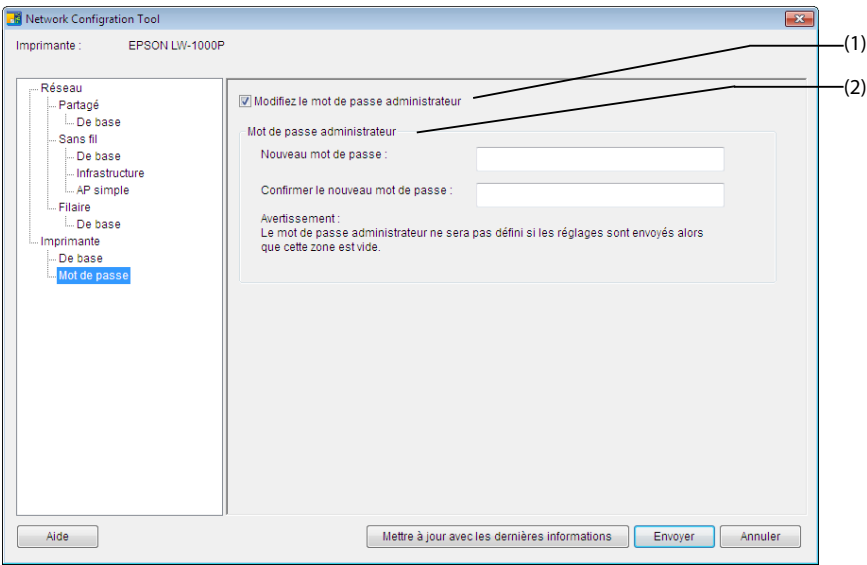 Network Configration Tool
Imprimante : EPSON LW-1000P
(1)
(2)
Réseau
Partagé
De base
Sans fil
De base
Infrastructure
AP simple
Filaire
De base
Imprimante
De base
Mot de passe
Modifiez le mot de passe administrateur
Mot de passe administrateur
Nouveau mot de passe :
Confirmer le nouveau mot de passe :
Avertissement :
Le mot de passe administrateur ne sera pas défini si les réglages sont envoyés alors
que cette zone est vide.
Aide
Mettre à jour avec les dernières informations
Envoyer
Annuler